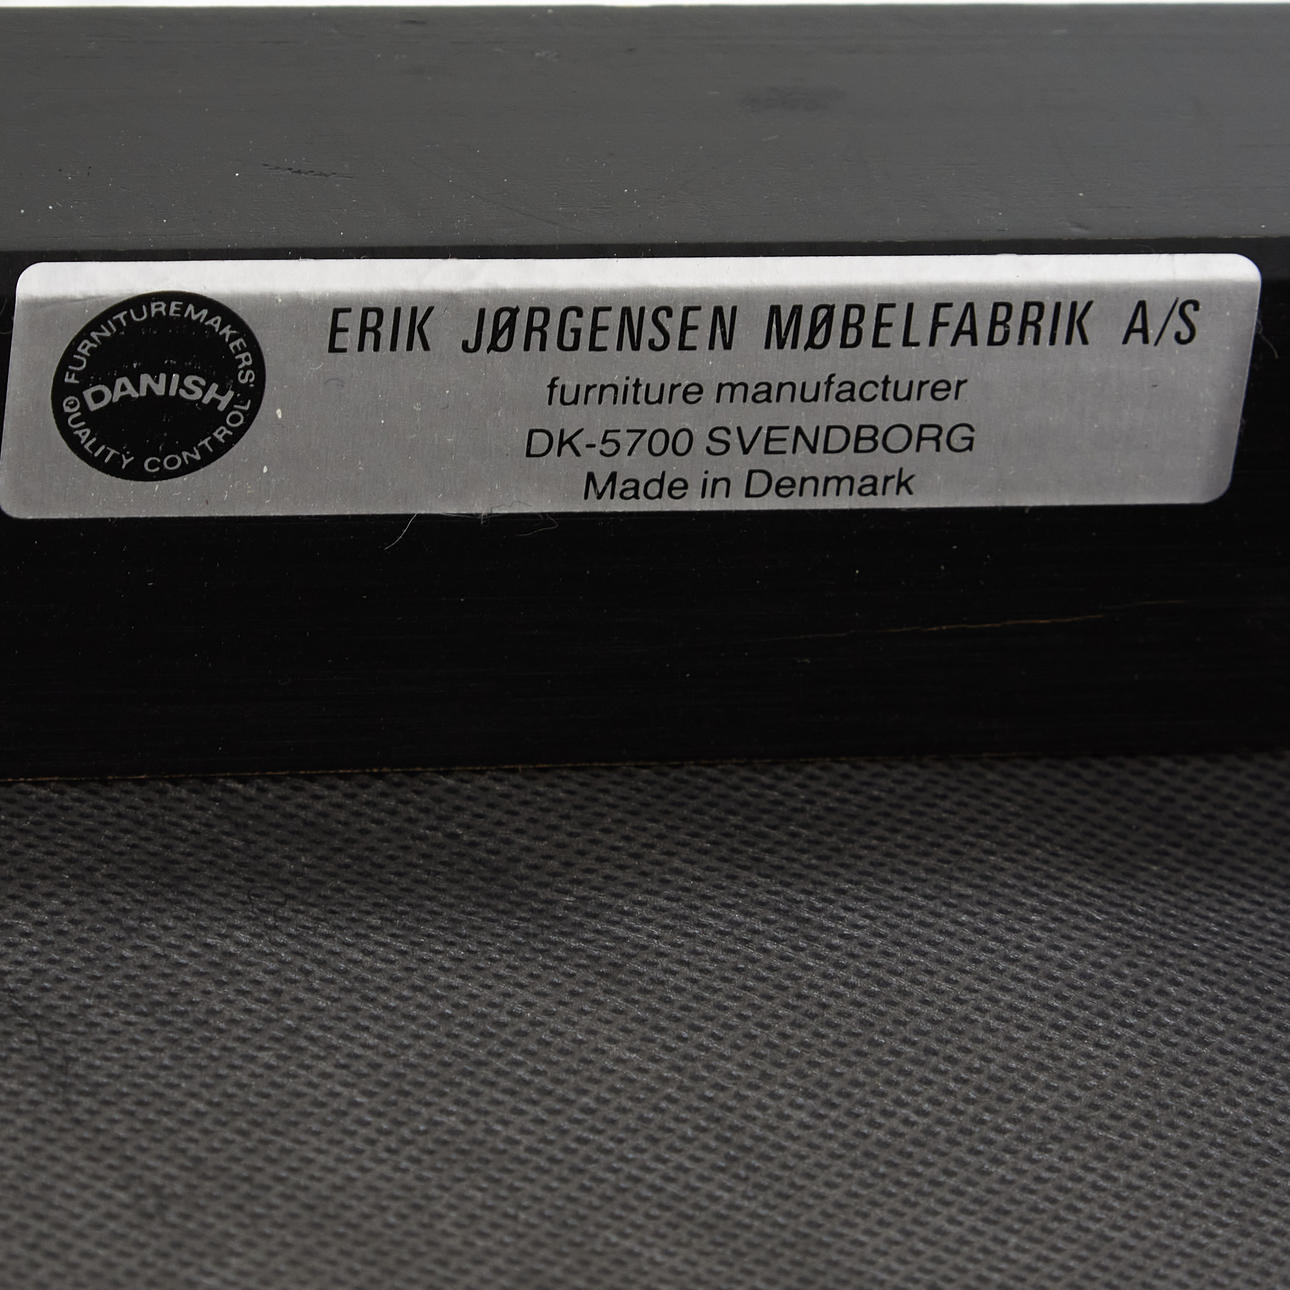 FURNITUREMAKERS'
DANISH
QUALITY CONTROL
ERIK JØRGENSEN MØBELFABRIK A/S
furniture manufacturer
DK-5700 SVENDBORG
Made in Denmark